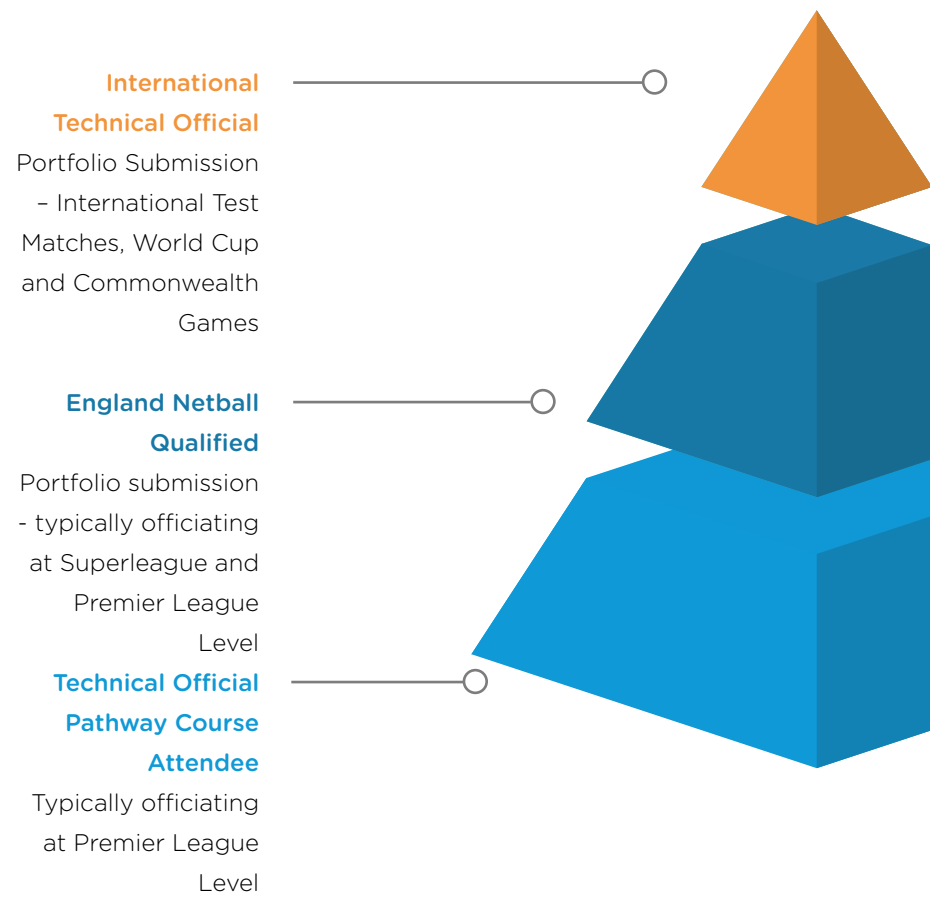 International
Technical Official
Portfolio Submission
– International Test
Matches, World Cup
and Commonwealth
Games
England Netball
Qualified
Portfolio submission
- typically officiating
at Superleague and
Premier League
Level
Technical Official
Pathway Course
Attendee
Typically officiating
at Premier League
Level